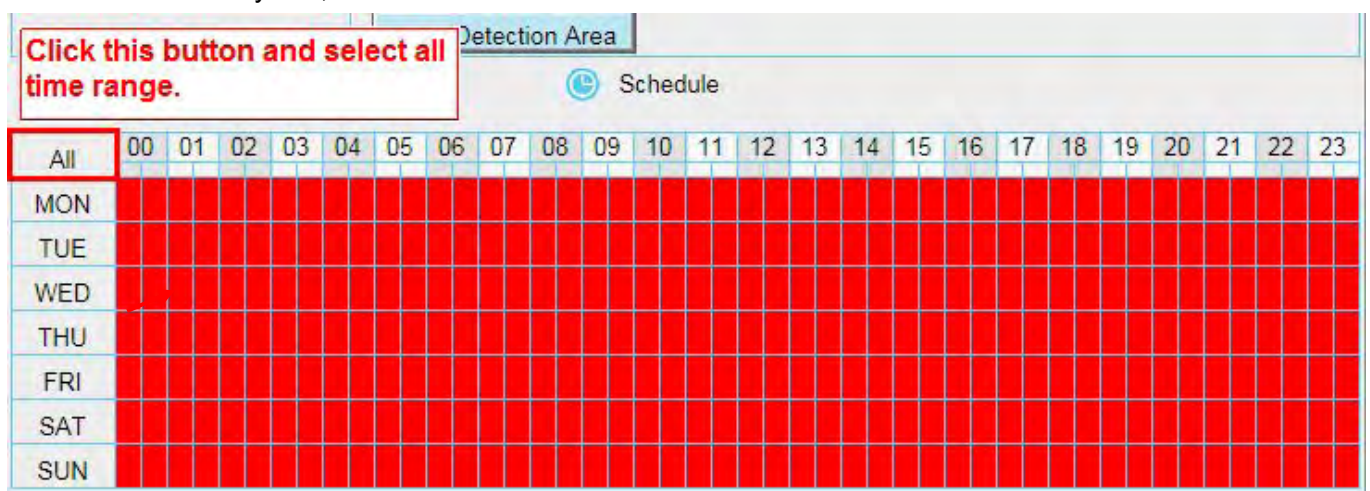 Detection Area
Click this button and select all
time range.
Schedule
All 00 01 02 03 04 05 06 07 08 09 10 11 12 13 14 15 16 17 18 19 20 21 22 23
MON
TUE
WED
THU
FRI
SAT
SUN